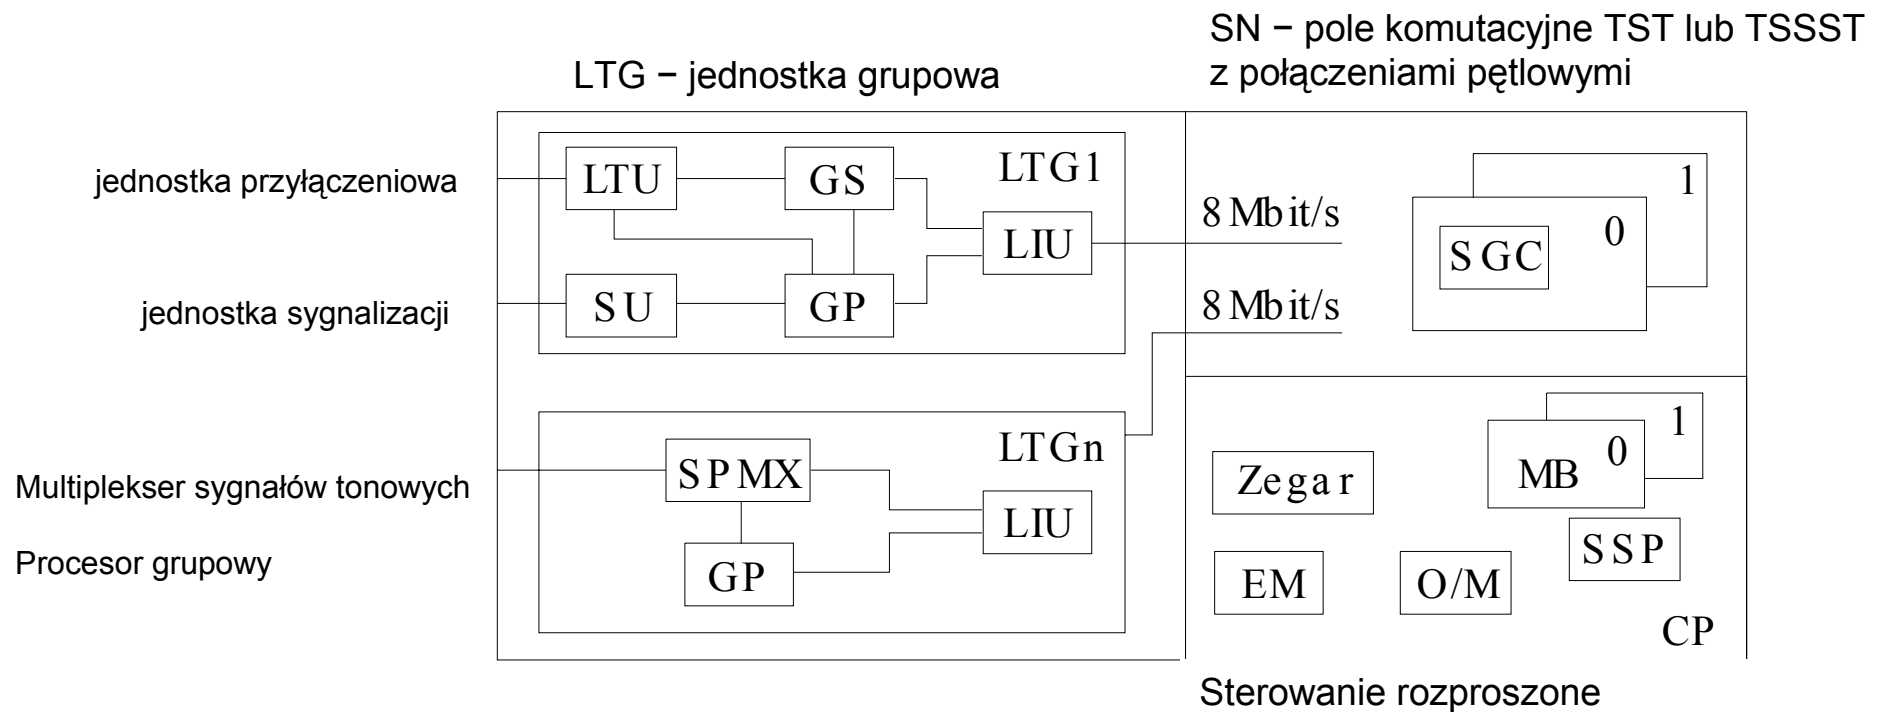 SN − pole komutacyjne TST lub TSSST
z połączeniami pętlowymi
LTG − jednostka grupowa
jednostka przyłączeniowa
LTU
GS
LTG1
LIU
8 Mbit/s
1
0
SGC
jednostka sygnalizacji
SU
GP
8 Mbit/s
Multiplekser sygnałów tonowych
SPMX
LTGn
LIU
Procesor grupowy
GP
Zegar
1
0
MB
SSP
EM
O/M
CP
Sterowanie rozproszone